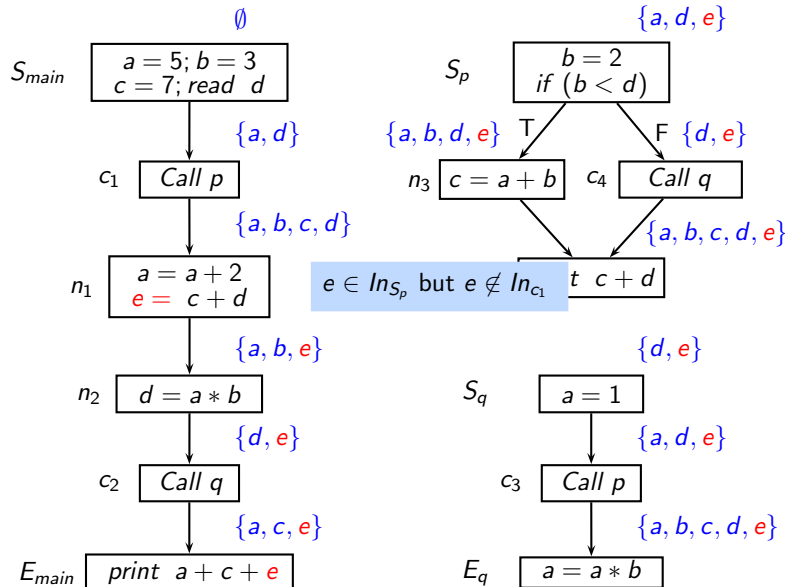 ∅
S_main
a = 5; b = 3
c = 7; read d
{a, d}
c_1
Call p
{a, b, c, d}
n_1
a = a + 2
e = c + d
{a, b, e}
n_2
d = a ∗ b
{d, e}
c_2
Call q
{a, c, e}
E_main
print a + c + e
{a, d, e}
S_p
b = 2
if (b < d)
{a, b, d, e}
T
F
{d, e}
n_3
c = a + b
c_4
Call q
{a, b, c, d, e}
t c + d
e ∈ In_{S_p} but e ∉ In_{c_1}
{d, e}
S_q
a = 1
{a, d, e}
c_3
Call p
{a, b, c, d, e}
E_q
a = a ∗ b